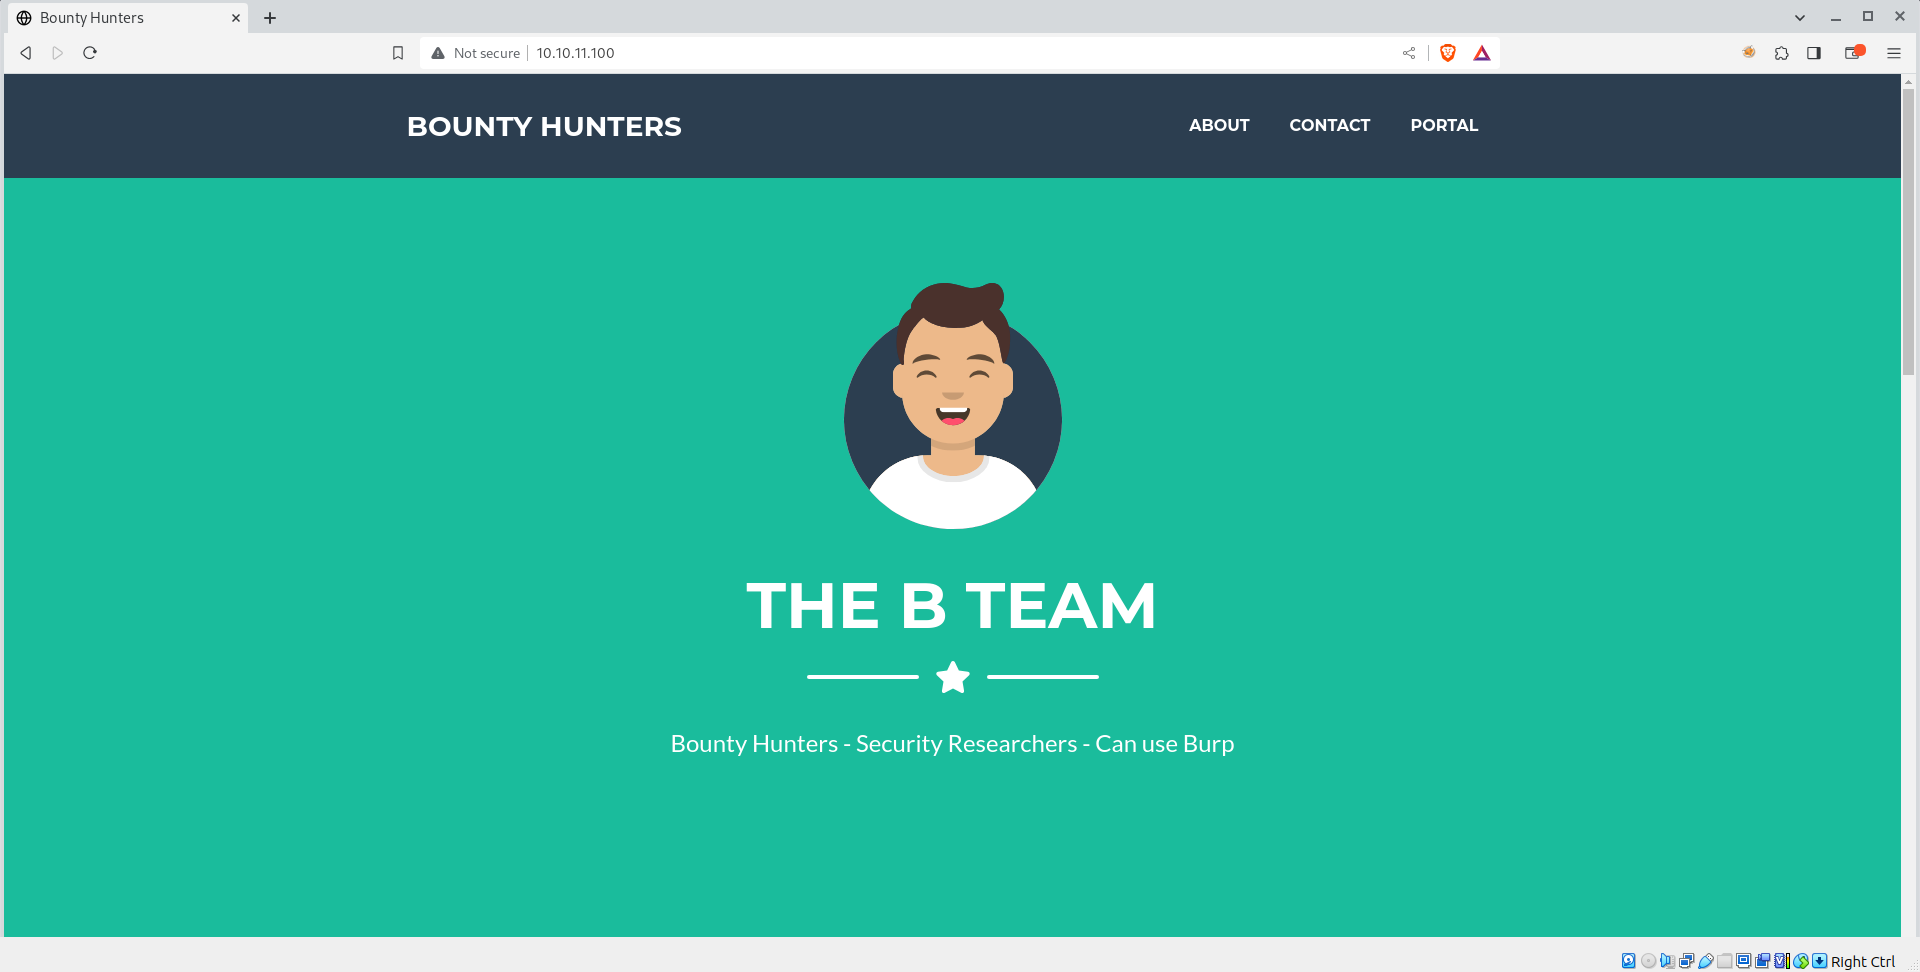 Bounty Hunters
Not secure
10.10.11.100
BOUNTY HUNTERS
ABOUT
CONTACT
PORTAL
THE B TEAM
Bounty Hunters - Security Researchers - Can use Burp
Right Ctrl